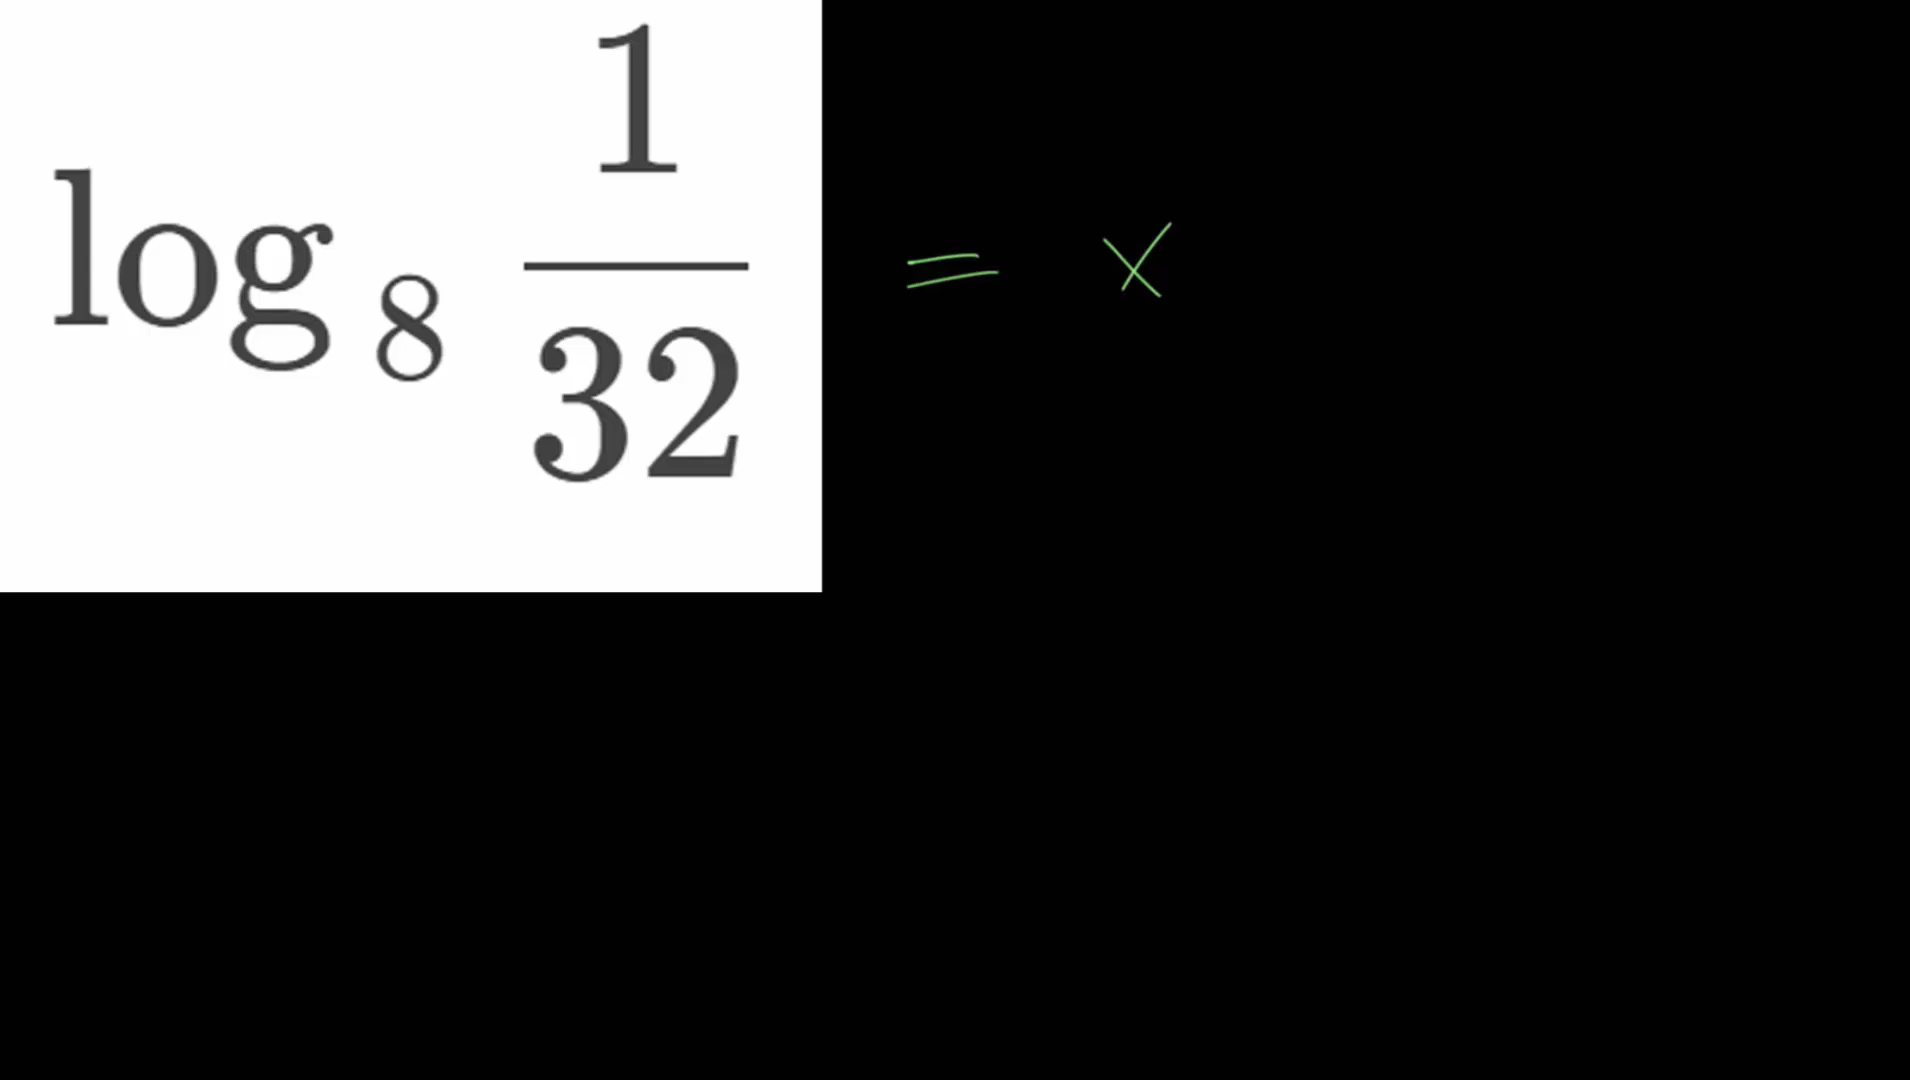 log₈ 1/32 = x